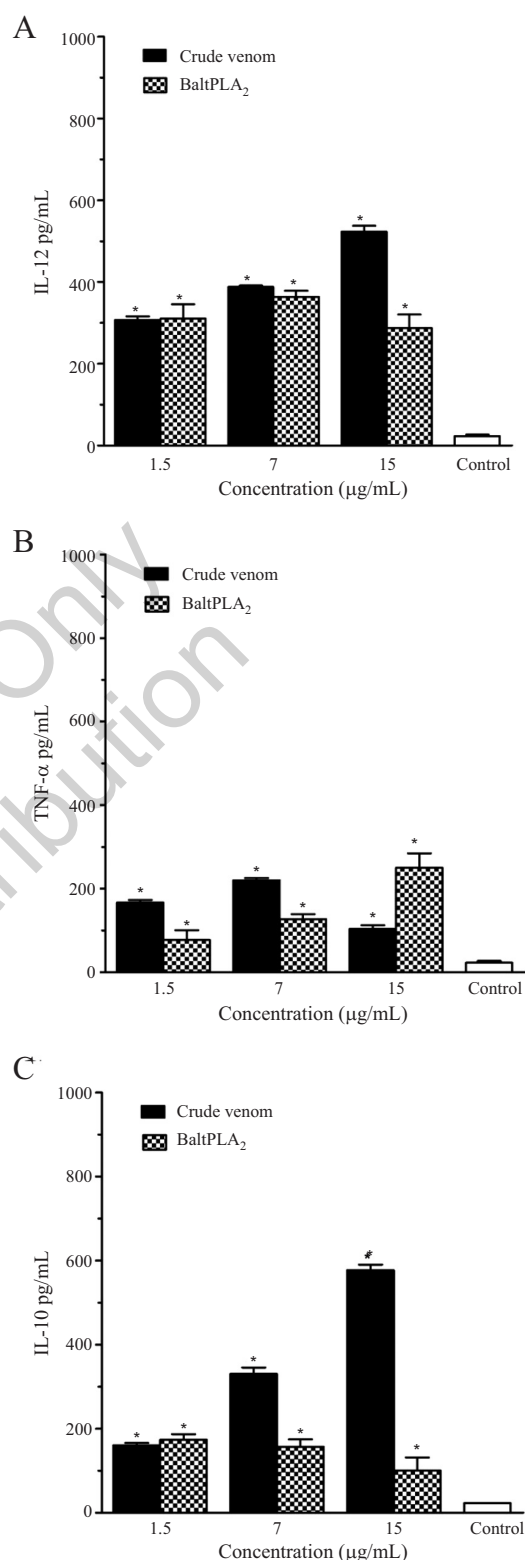 A
1000
Crude venom
BaltPLA₂
800
600
400
200
0
IL-12 pg/mL
* * * * * *
1.5 7 15 Control
Concentration (μg/mL)
B
1000
Crude venom
BaltPLA₂
800
600
400
200
0
TNF-α pg/mL
* * * * * *
1.5 7 15 Control
Concentration (μg/mL)
Only
tribution
C
1000
Crude venom
BaltPLA₂
800
600
400
200
0
IL-10 pg/mL
* * * * *
1.5 7 15 Control
Concentration (μg/mL)